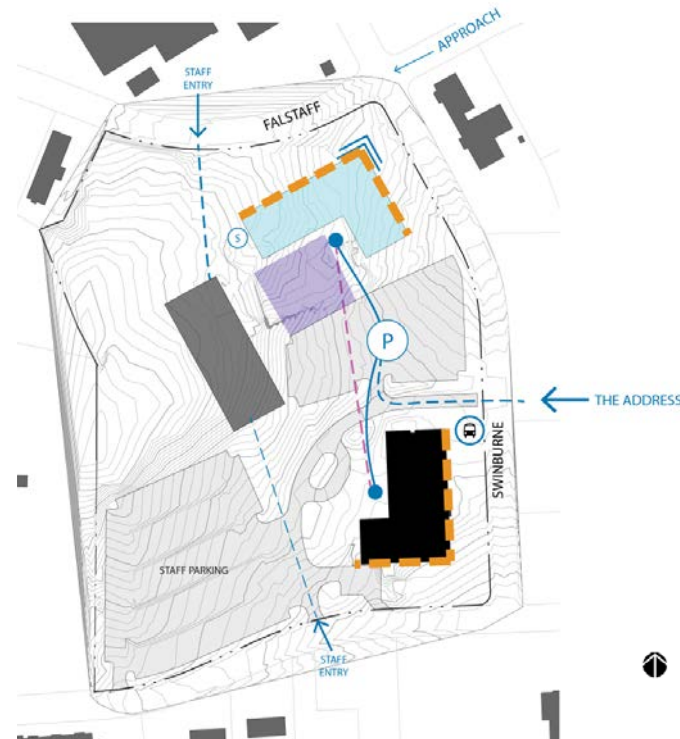 APPROACH
STAFF
ENTRY
FALSTAFF
S
P
THE ADDRESS
SWINBURNE
STAFF PARKING
STAFF
ENTRY